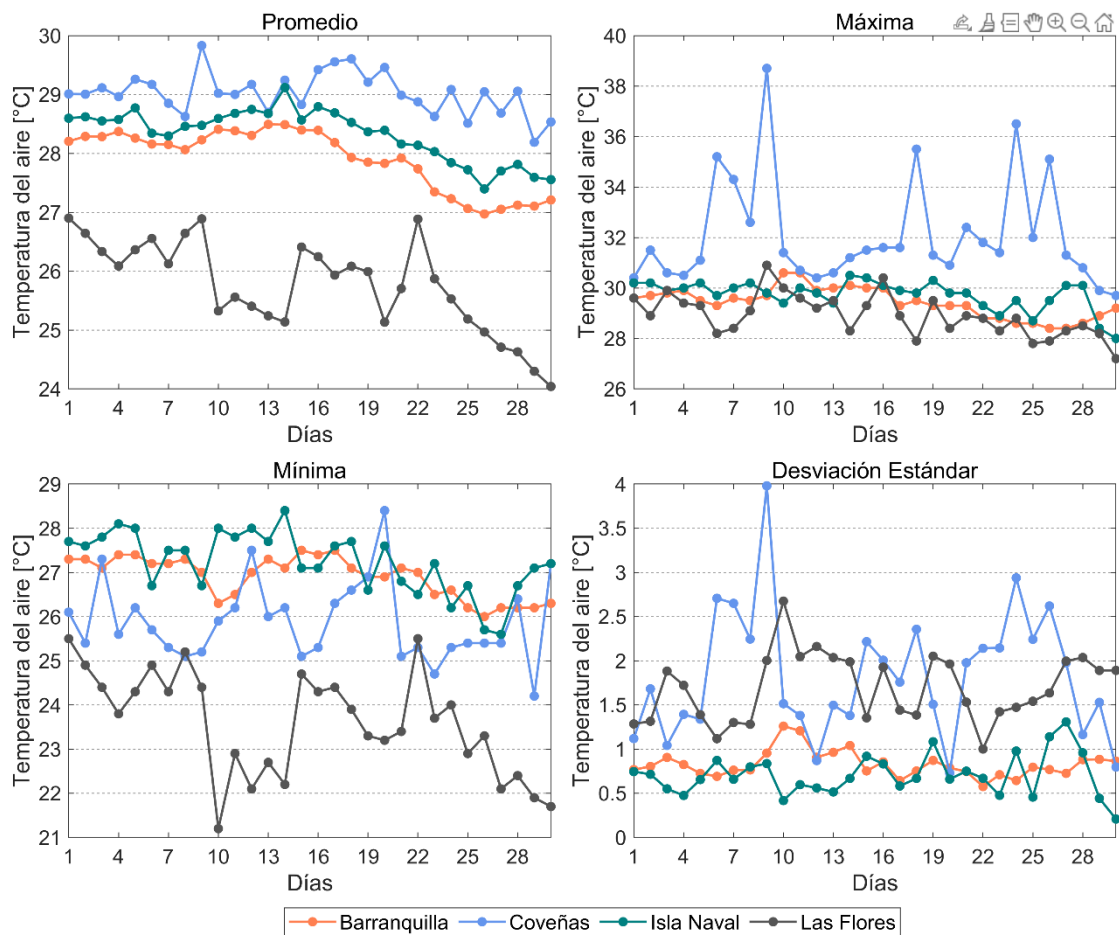 Promedio
30
29
28
27
26
25
24
Temperatura del aire [°C]
1 4 7 10 13 16 19 22 25 28
Días
Máxima
40
38
36
34
32
30
28
26
Temperatura del aire [°C]
1 4 7 10 13 16 19 22 25 28
Días
Mínima
29
28
27
26
25
24
23
22
21
Temperatura del aire [°C]
1 4 7 10 13 16 19 22 25 28
Días
Desviación Estándar
4
3.5
3
2.5
2
1.5
1
0.5
0
Temperatura del aire [°C]
1 4 7 10 13 16 19 22 25 28
Días
Barranquilla Coveñas Isla Naval Las Flores